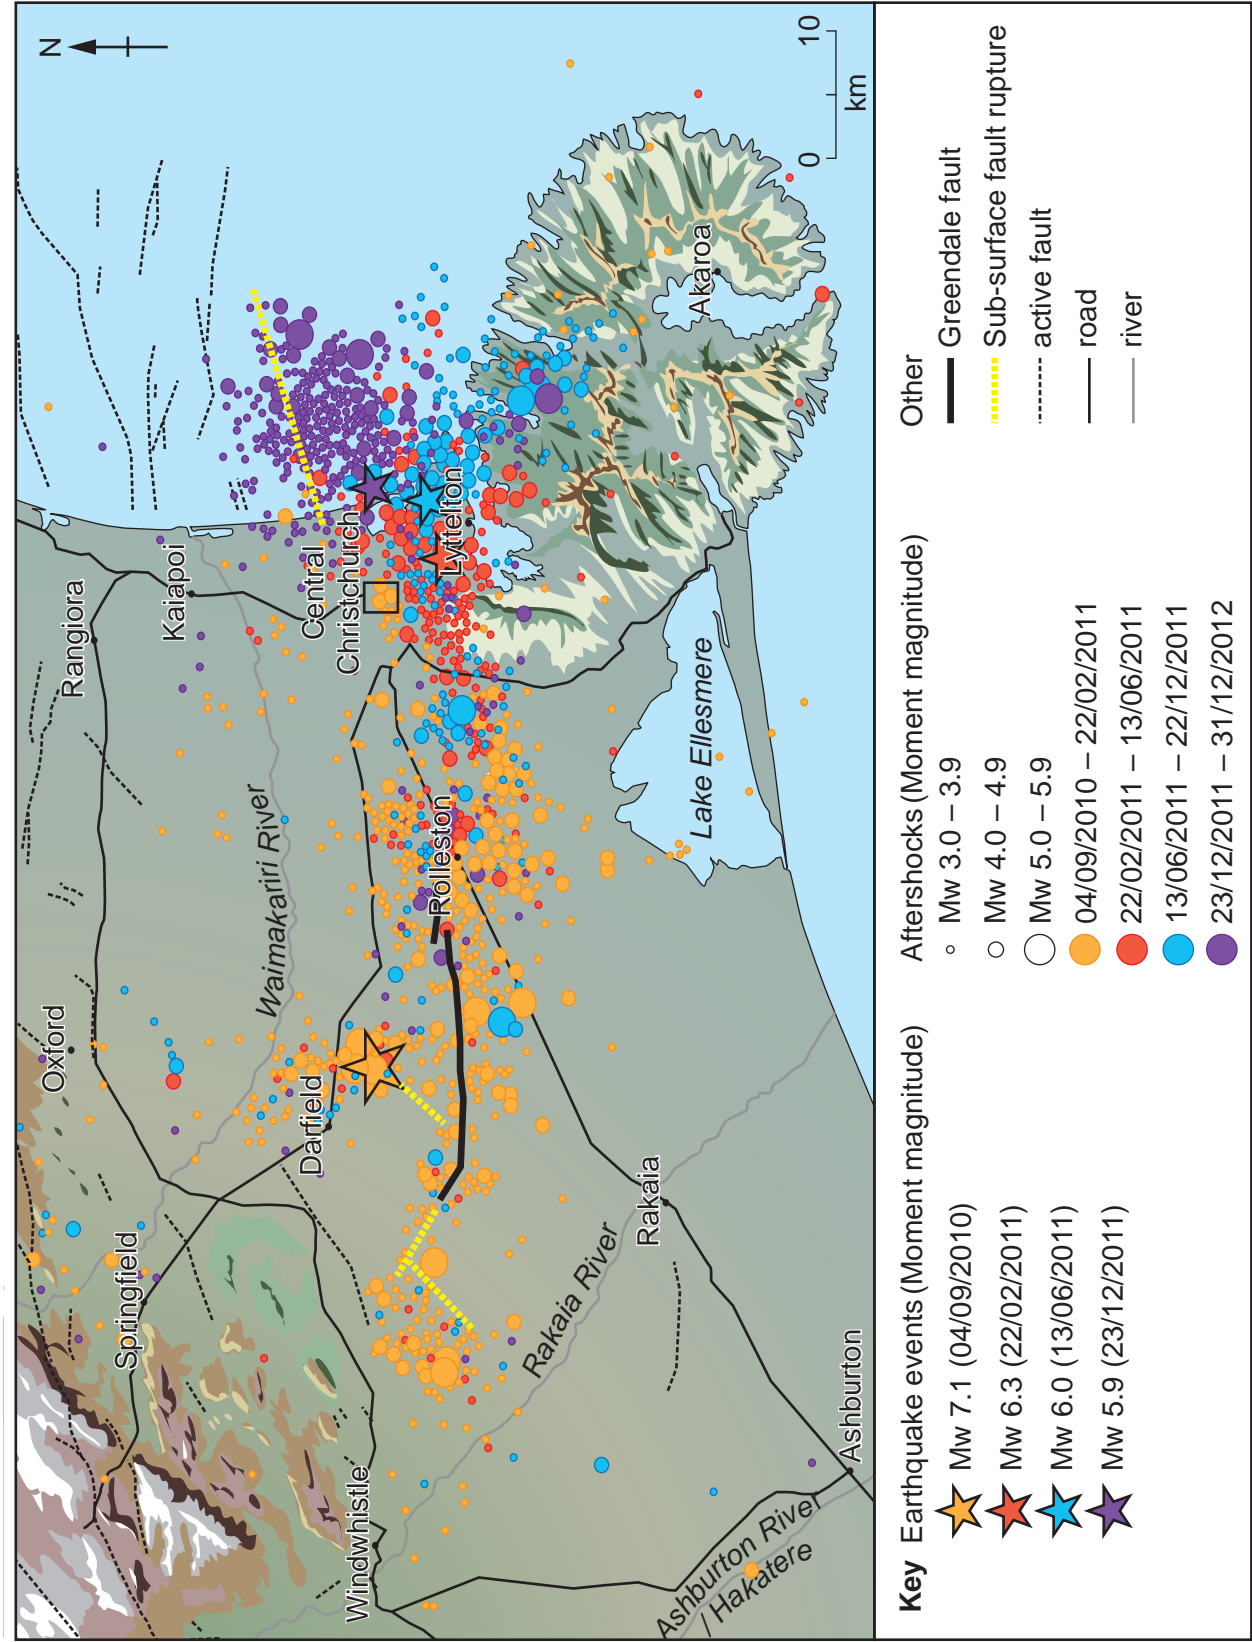 N
Oxford
Rangiora
Kaiapoi
Springfield
Waimakariri River
Darfield
Central
Christchurch
Windwhistle
Rolleston
Lyttelton
Rakaia River
Rakaia
Lake Ellesmere
Akaroa
Ashburton River
/ Hakatere
Ashburton
0 10
km
Key Earthquake events (Moment magnitude)
Mw 7.1 (04/09/2010)
Mw 6.3 (22/02/2011)
Mw 6.0 (13/06/2011)
Mw 5.9 (23/12/2011)
Aftershocks (Moment magnitude)
Mw 3.0 – 3.9
Mw 4.0 – 4.9
Mw 5.0 – 5.9
04/09/2010 – 22/02/2011
22/02/2011 – 13/06/2011
13/06/2011 – 22/12/2011
23/12/2011 – 31/12/2012
Other
Greendale fault
Sub-surface fault rupture
active fault
road
river